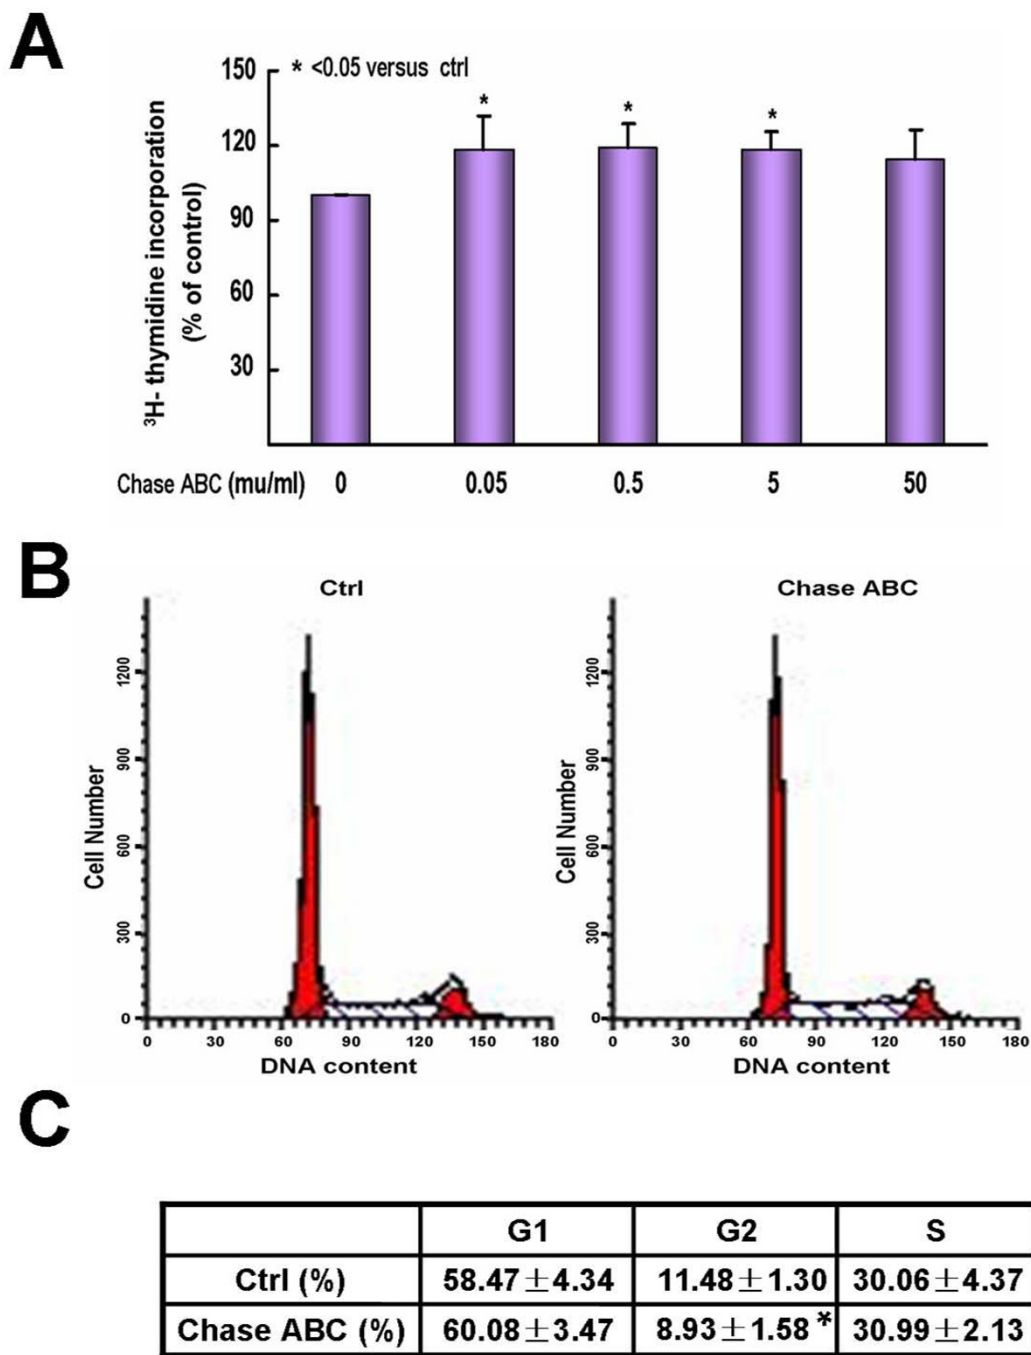 A
* <0.05 versus ctrl
³H- thymidine incorporation
(% of control)
150
120
90
60
30
* * *
Chase ABC (mu/ml) 0 0.05 0.5 5 50
B
Ctrl
Cell Number
1200
900
600
300
0
0 30 60 90 120 150 180
DNA content
Chase ABC
Cell Number
1200
900
600
300
0
0 30 60 90 120 150 180
DNA content
C
G1 G2 S
Ctrl (%) 58.47±4.34 11.48±1.30 30.06±4.37
Chase ABC (%) 60.08±3.47 8.93±1.58 * 30.99±2.13